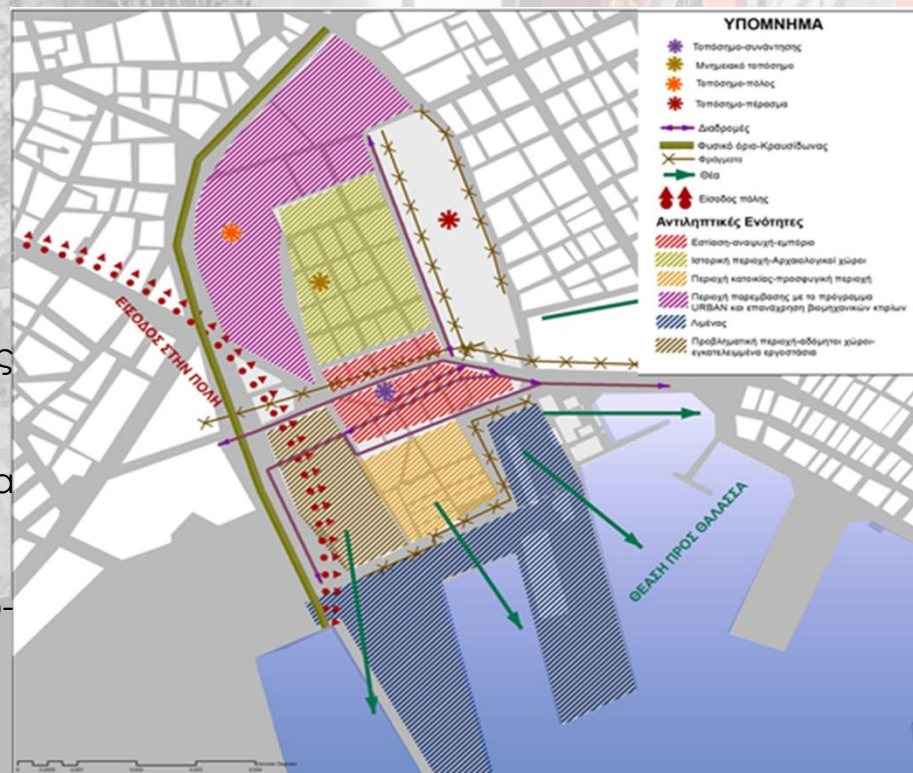 ΥΠΟΜΝΗΜΑ
Τοπόσημο-συνάντησης
Μνημειακό τοπόσημο
Τοπόσημο-πόλος
Τοπόσημο-πέρασμα
Διαδρομές
Φυσικό όριο-Κραυσίδωνας
Φράγματα
Θέα
Είσοδος πόλης
Αντιληπτικές Ενότητες
Εστίαση-αναψυχή-εμπόριο
Ιστορική περιοχή-Αρχαιολογικοί χώροι
Περιοχή κατοικίας-προσφυγική περιοχή
Περιοχή παρεμβασης με το πρόγραμμα
URBAN και επανάχρηση βιομηχανικών κτιρίων
Λιμένας
Προβληματική περιοχή-αδόμητοι χώροι-
εγκατελειμμένα εργοστάσια
ΕΙΣΟΔΟΣ ΣΤΗΝ ΠΟΛΗ
ΘΕΑΣΗ ΠΡΟΣ ΘΑΛΑΣΣΑ
ς
α